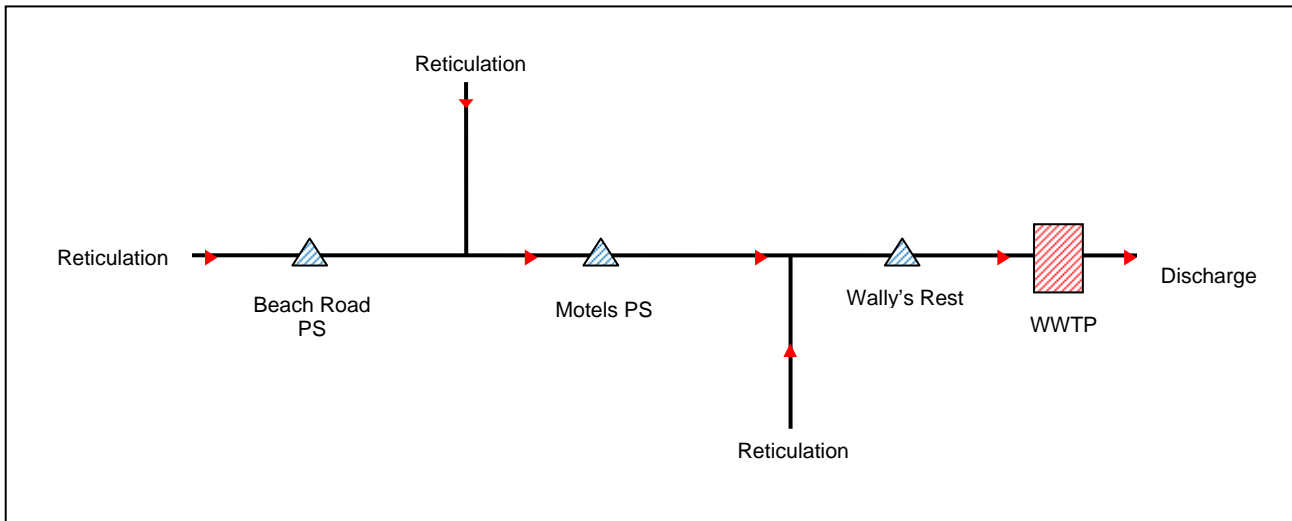 Reticulation
Reticulation
Beach Road
PS
Motels PS
Wally's Rest
WWTP
Discharge
Reticulation